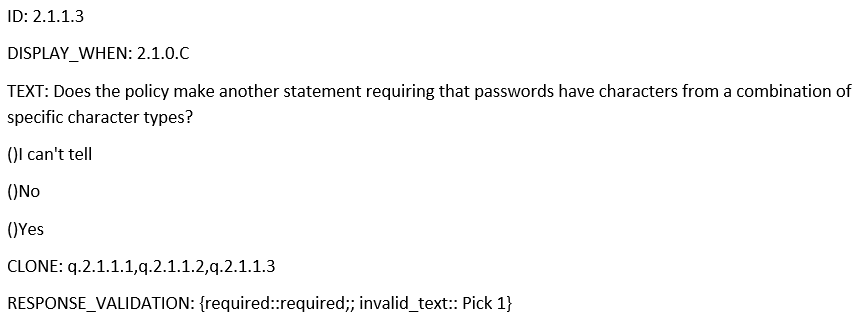 ID: 2.1.1.3
DISPLAY_WHEN: 2.1.0.C
TEXT: Does the policy make another statement requiring that passwords have characters from a combination of
specific character types?
()I can't tell
()No
()Yes
CLONE: q.2.1.1.1,q.2.1.1.2,q.2.1.1.3
RESPONSE_VALIDATION: {required::required;; invalid_text:: Pick 1}